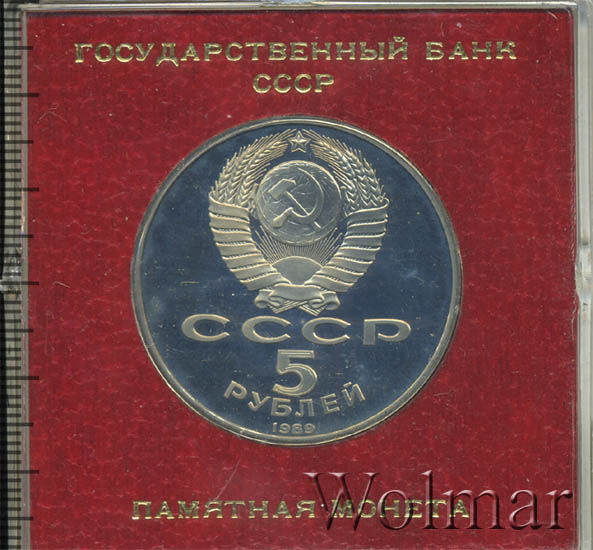 ГОСУДАРСТВЕННЫЙ БАНК
СССР
СССР
5
РУБЛЕЙ
1989
ПАМЯТНАЯ МОНЕТА
Wolmar